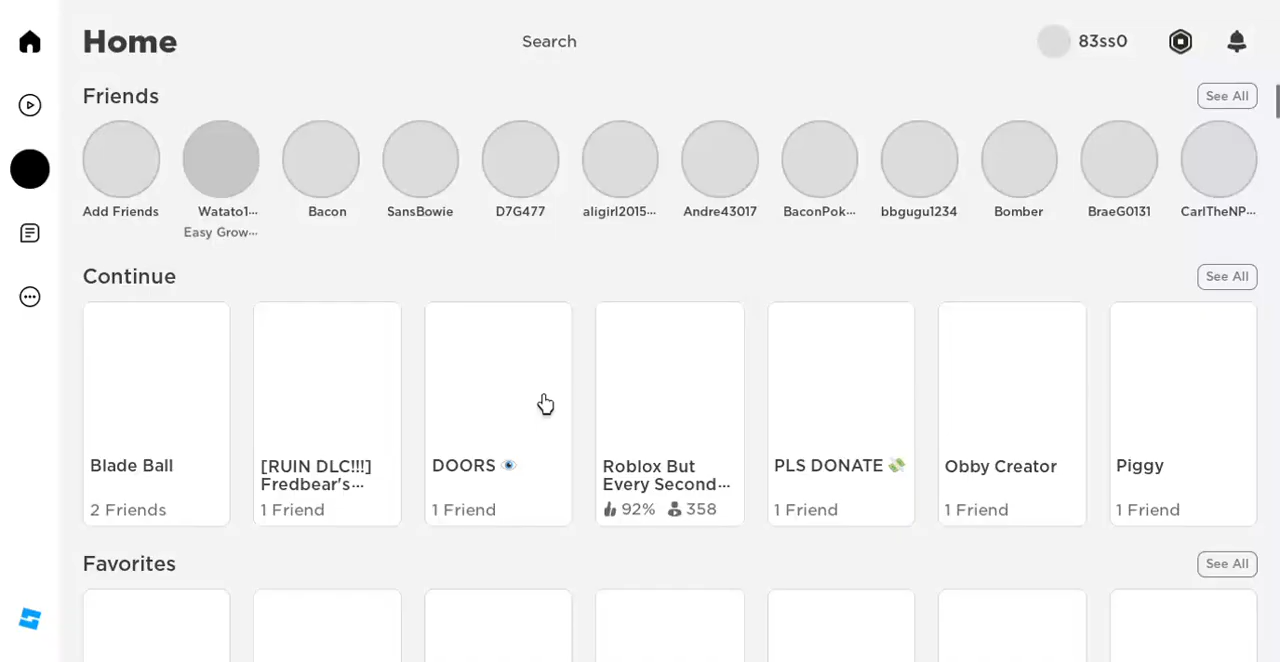 Home
Search
83ss0
Friends
See All
Add Friends
Watato1...
Bacon
SansBowie
D7G477
aligirl2015...
Andre43017
BaconPok...
bbgugu1234
Bomber
BraeG0131
CarlTheNP...
Easy Grow...
Continue
See All
Blade Ball
2 Friends
[RUIN DLC!!!]
Fredbear's...
1 Friend
DOORS 👁️
1 Friend
Roblox But
Every Second...
92% 358
PLS DONATE 💸
1 Friend
Obby Creator
1 Friend
Piggy
1 Friend
Favorites
See All